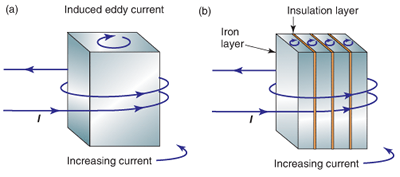 (a)
Induced eddy current
I
Increasing current
(b)
Insulation layer
Iron
layer
I
Increasing current